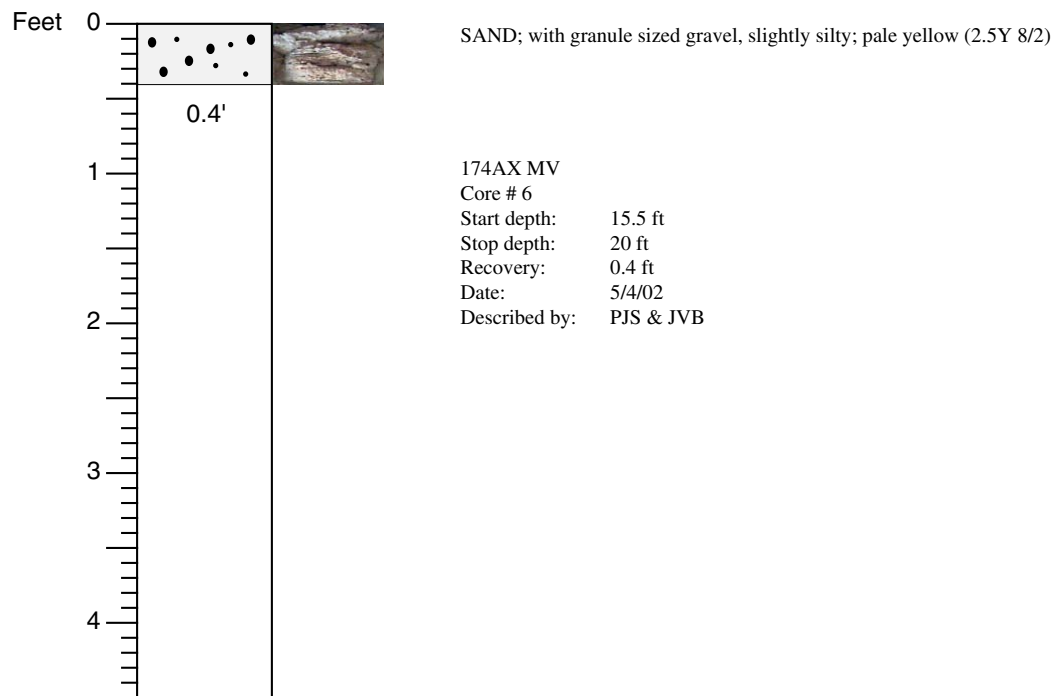 Feet 0
SAND; with granule sized gravel, slightly silty; pale yellow (2.5Y 8/2)
0.4'
1
174AX MV
Core # 6
Start depth: 15.5 ft
Stop depth: 20 ft
Recovery: 0.4 ft
Date: 5/4/02
Described by: PJS & JVB
2
3
4